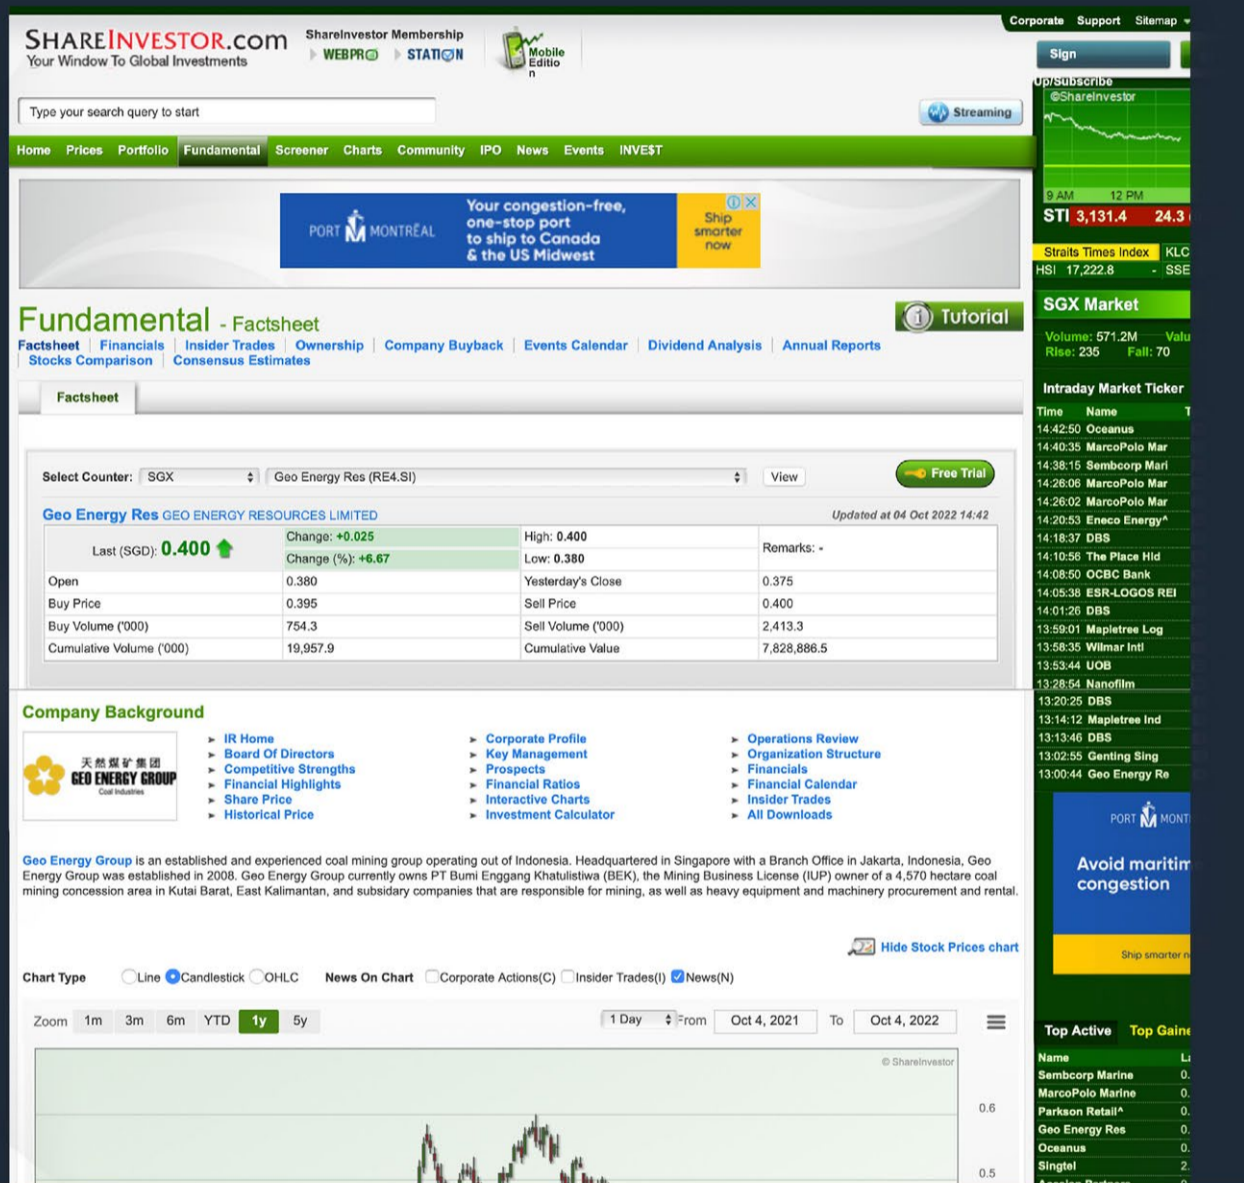 Corporate Support Sitemap
SHAREINVESTOR.com
Your Window To Global Investments
ShareInvestor Membership
WEBPRO STATION
Mobile
Editio
n
Sign
Up/Subscribe
Type your search query to start
Streaming
Home Prices Portfolio Fundamental Screener Charts Community IPO News Events INVE$T
©ShareInvestor
9 AM 12 PM
STI 3,131.4 24.3
Straits Times Index KLC
HSI 17,222.8 - SSE
PORT MONTRÉAL
Your congestion-free,
one-stop port
to ship to Canada
& the US Midwest
Ship
smarter
now
Fundamental - Factsheet
Tutorial
Factsheet Financials Insider Trades Ownership Company Buyback Events Calendar Dividend Analysis Annual Reports
Stocks Comparison Consensus Estimates
Factsheet
Select Counter: SGX Geo Energy Res (RE4.SI) View Free Trial
Geo Energy Res GEO ENERGY RESOURCES LIMITED Updated at 04 Oct 2022 14:42
Last (SGD): 0.400 Change: +0.025 High: 0.400 Remarks: -
Change (%): +6.67 Low: 0.380
Open 0.380 Yesterday's Close 0.375
Buy Price 0.395 Sell Price 0.400
Buy Volume ('000) 754.3 Sell Volume ('000) 2,413.3
Cumulative Volume ('000) 19,957.9 Cumulative Value 7,828,886.5
SGX Market
Volume: 571.2M Valu
Rise: 235 Fall: 70
Intraday Market Ticker
Time Name T
14:42:50 Oceanus
14:40:35 MarcoPolo Mar
14:38:15 Sembcorp Mari
14:26:06 MarcoPolo Mar
14:26:02 MarcoPolo Mar
14:20:53 Eneco Energy^
14:18:37 DBS
14:10:56 The Place Hld
14:08:50 OCBC Bank
14:05:38 ESR-LOGOS REI
14:01:26 DBS
13:59:01 Mapletree Log
13:58:35 Wilmar Intl
13:53:44 UOB
13:28:54 Nanofilm
13:20:25 DBS
13:14:12 Mapletree Ind
13:13:46 DBS
13:02:55 Genting Sing
13:00:44 Geo Energy Re
Company Background
天然煤矿集团
GEO ENERGY GROUP
Coal Industries
IR Home Corporate Profile Operations Review
Board Of Directors Key Management Organization Structure
Competitive Strengths Prospects Financials
Financial Highlights Financial Ratios Financial Calendar
Share Price Interactive Charts Insider Trades
Historical Price Investment Calculator All Downloads
Geo Energy Group is an established and experienced coal mining group operating out of Indonesia. Headquartered in Singapore with a Branch Office in Jakarta, Indonesia, Geo
Energy Group was established in 2008. Geo Energy Group currently owns PT Bumi Enggang Khatulistiwa (BEK), the Mining Business License (IUP) owner of a 4,570 hectare coal
mining concession area in Kutai Barat, East Kalimantan, and subsidary companies that are responsible for mining, as well as heavy equipment and machinery procurement and rental.
PORT MONT
Avoid maritim
congestion
Ship smarter n
Hide Stock Prices chart
Chart Type Line Candlestick OHLC News On Chart Corporate Actions(C) Insider Trades(I) News(N)
Zoom 1m 3m 6m YTD 1y 5y 1 Day From Oct 4, 2021 To Oct 4, 2022
© ShareInvestor
0.6
0.5
Top Active Top Gaine
Name La
Sembcorp Marine 0.
MarcoPolo Marine 0.
Parkson Retail^ 0.
Geo Energy Res 0.
Oceanus 0.
Singtel 2.